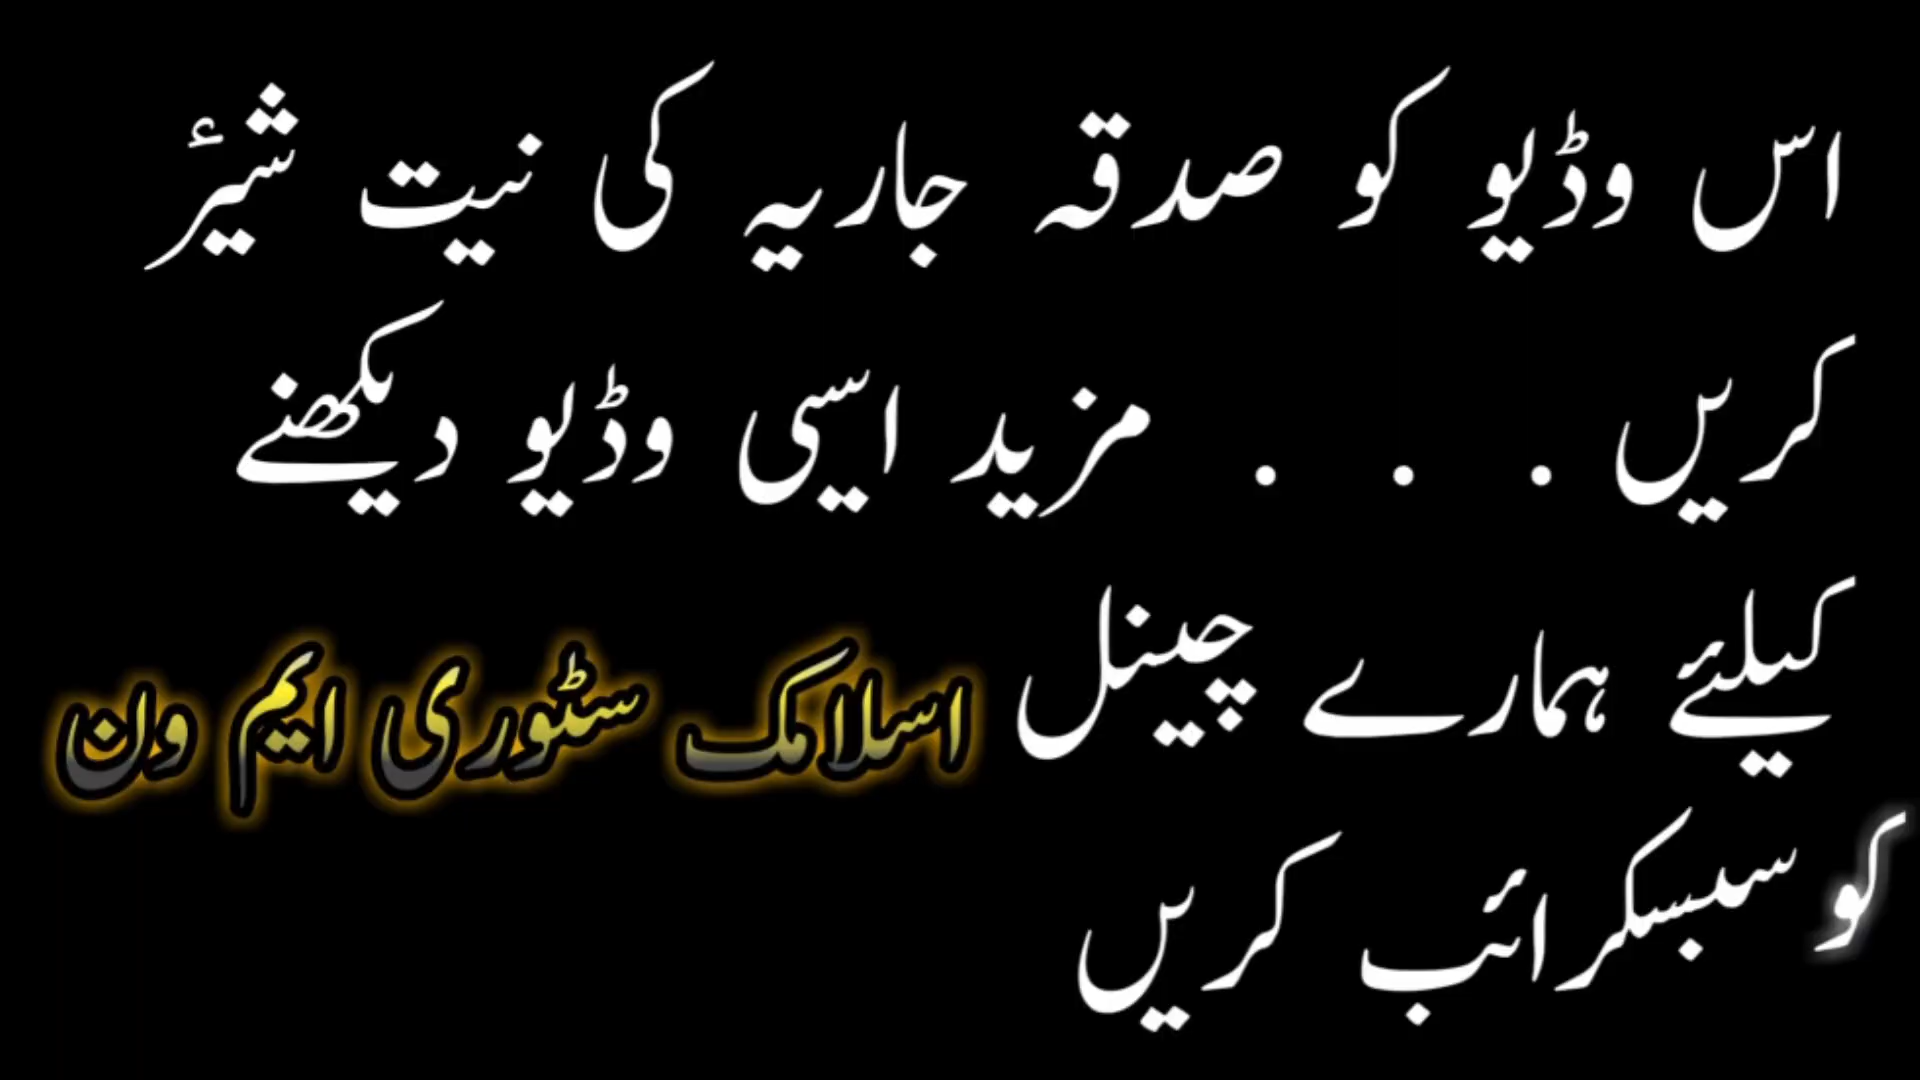 اس وڈیو کو صدقہ جاریہ کی نیت شیئر
کریں . . . مزید ایسی وڈیو دیکھنے
کیلئے ہمارے چینل اسلامک سٹوری ایم ون
کو سبسکرائب کریں